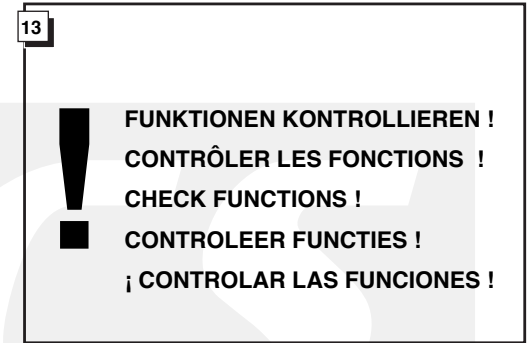 13
! FUNKTIONEN KONTROLLIEREN !
CONTRÔLER LES FONCTIONS !
CHECK FUNCTIONS !
CONTROLEER FUNCTIES !
¡ CONTROLAR LAS FUNCIONES !